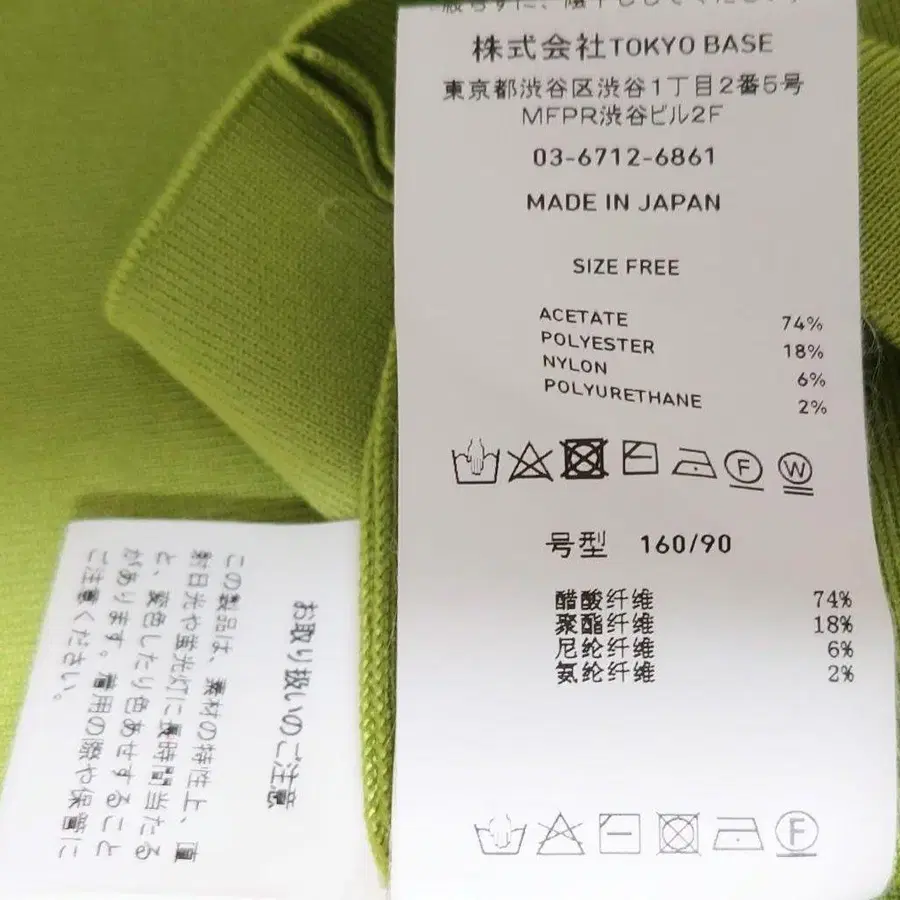 株式会社TOKYO BASE
東京都渋谷区渋谷1丁目2番5号
MFPR渋谷ビル2F
03-6712-6861
MADE IN JAPAN
SIZE FREE
ACETATE 74%
POLYESTER 18%
NYLON 6%
POLYURETHANE 2%
F W
号型 160/90
醋酸纤维 74%
聚酯纤维 18%
尼纶纤维 6%
氨纶纤维 2%
F
お取り扱いのご注意
この製品は、素材の特性上、直
射日光や蛍光灯に長時間当たる
と、変色したり色あせすること
があります。着用の際や保管に
ご注意ください。